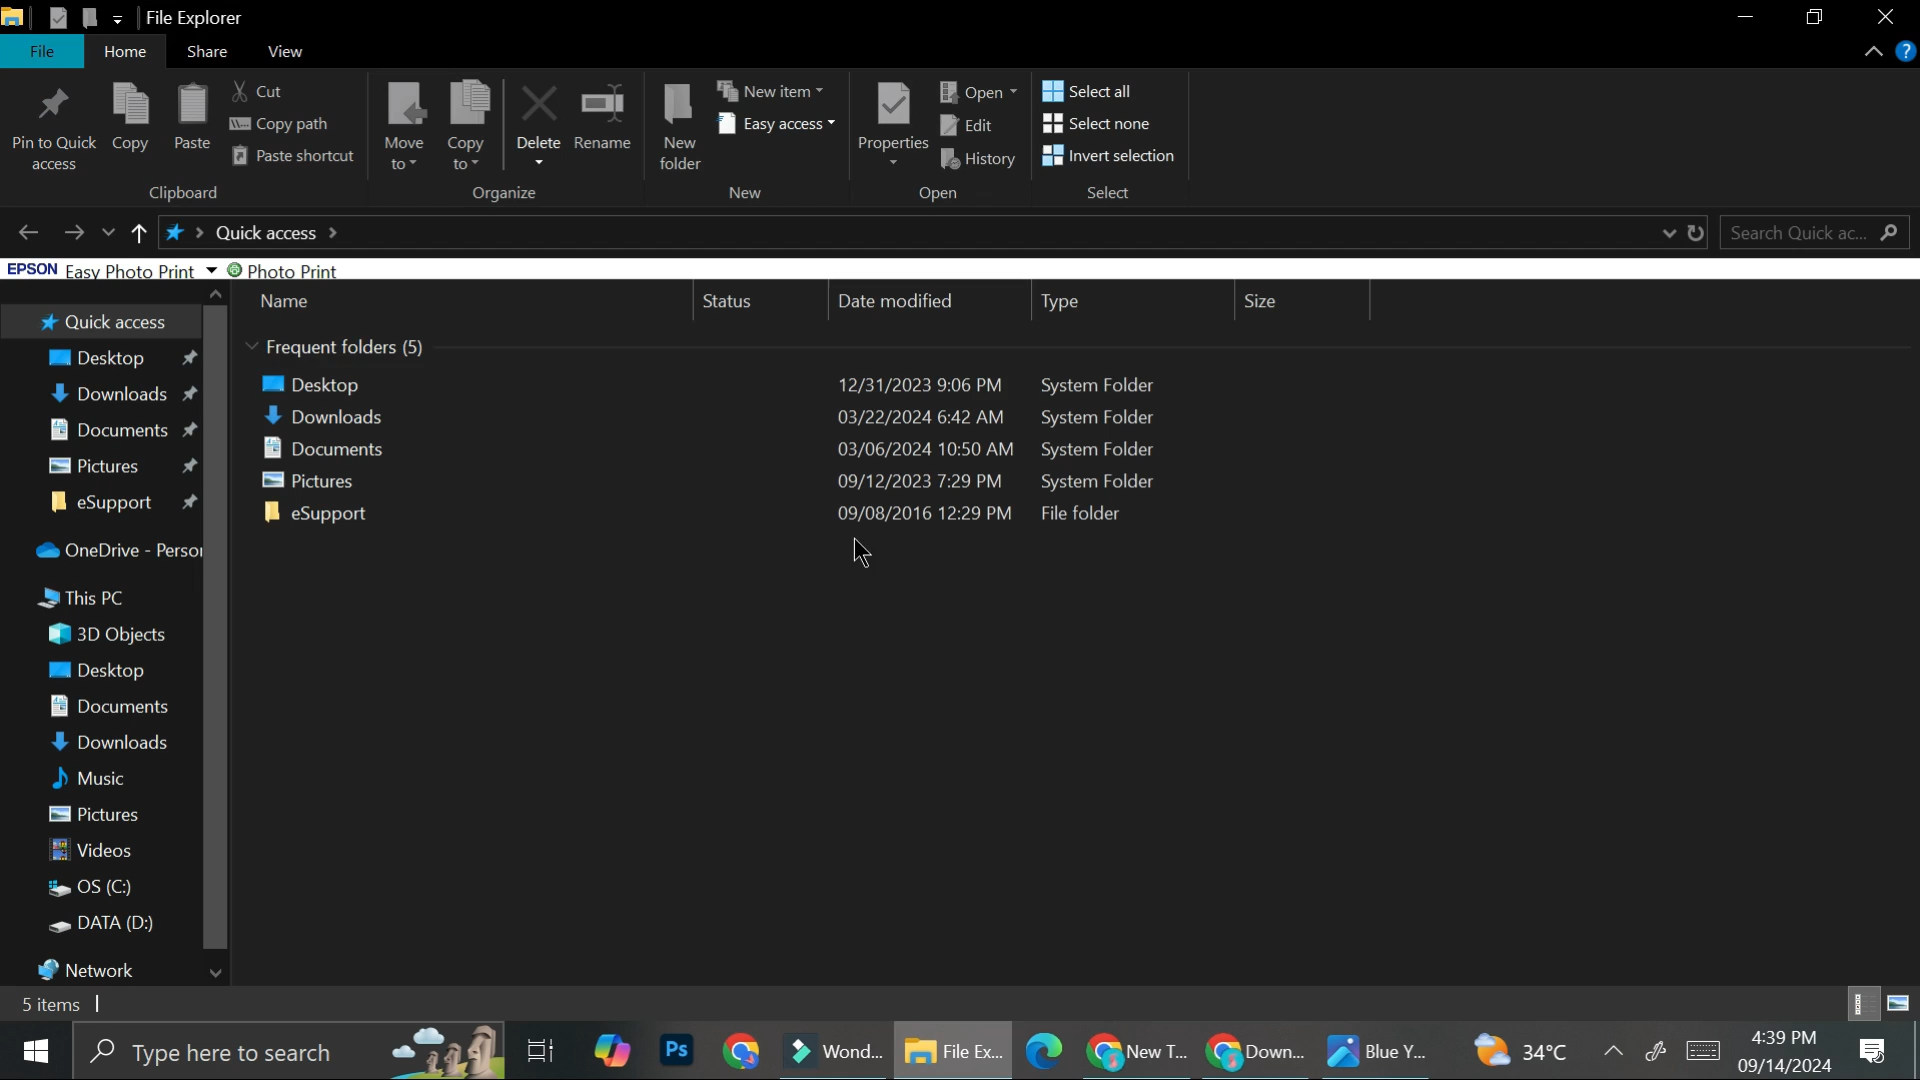 File Explorer
File Home Share View
Pin to Quick access
Copy
Paste
Cut
Copy path
Paste shortcut
Clipboard
Move to
Copy to
Delete
Rename
Organize
New folder
New item
Easy access
New
Properties
Open
Edit
History
Open
Select all
Select none
Invert selection
Select
Quick access
Search Quick ac...
EPSON Easy Photo Print Photo Print
Name Status Date modified Type Size
Frequent folders (5)
Desktop 12/31/2023 9:06 PM System Folder
Downloads 03/22/2024 6:42 AM System Folder
Documents 03/06/2024 10:50 AM System Folder
Pictures 09/12/2023 7:29 PM System Folder
eSupport 09/08/2016 12:29 PM File folder
Quick access
Desktop
Downloads
Documents
Pictures
eSupport
OneDrive - Person
This PC
3D Objects
Desktop
Documents
Downloads
Music
Pictures
Videos
OS (C:)
DATA (D:)
Network
5 items
Type here to search
Ps
Wond...
File Ex...
New T...
Down...
Blue Y...
34°C
4:39 PM
09/14/2024